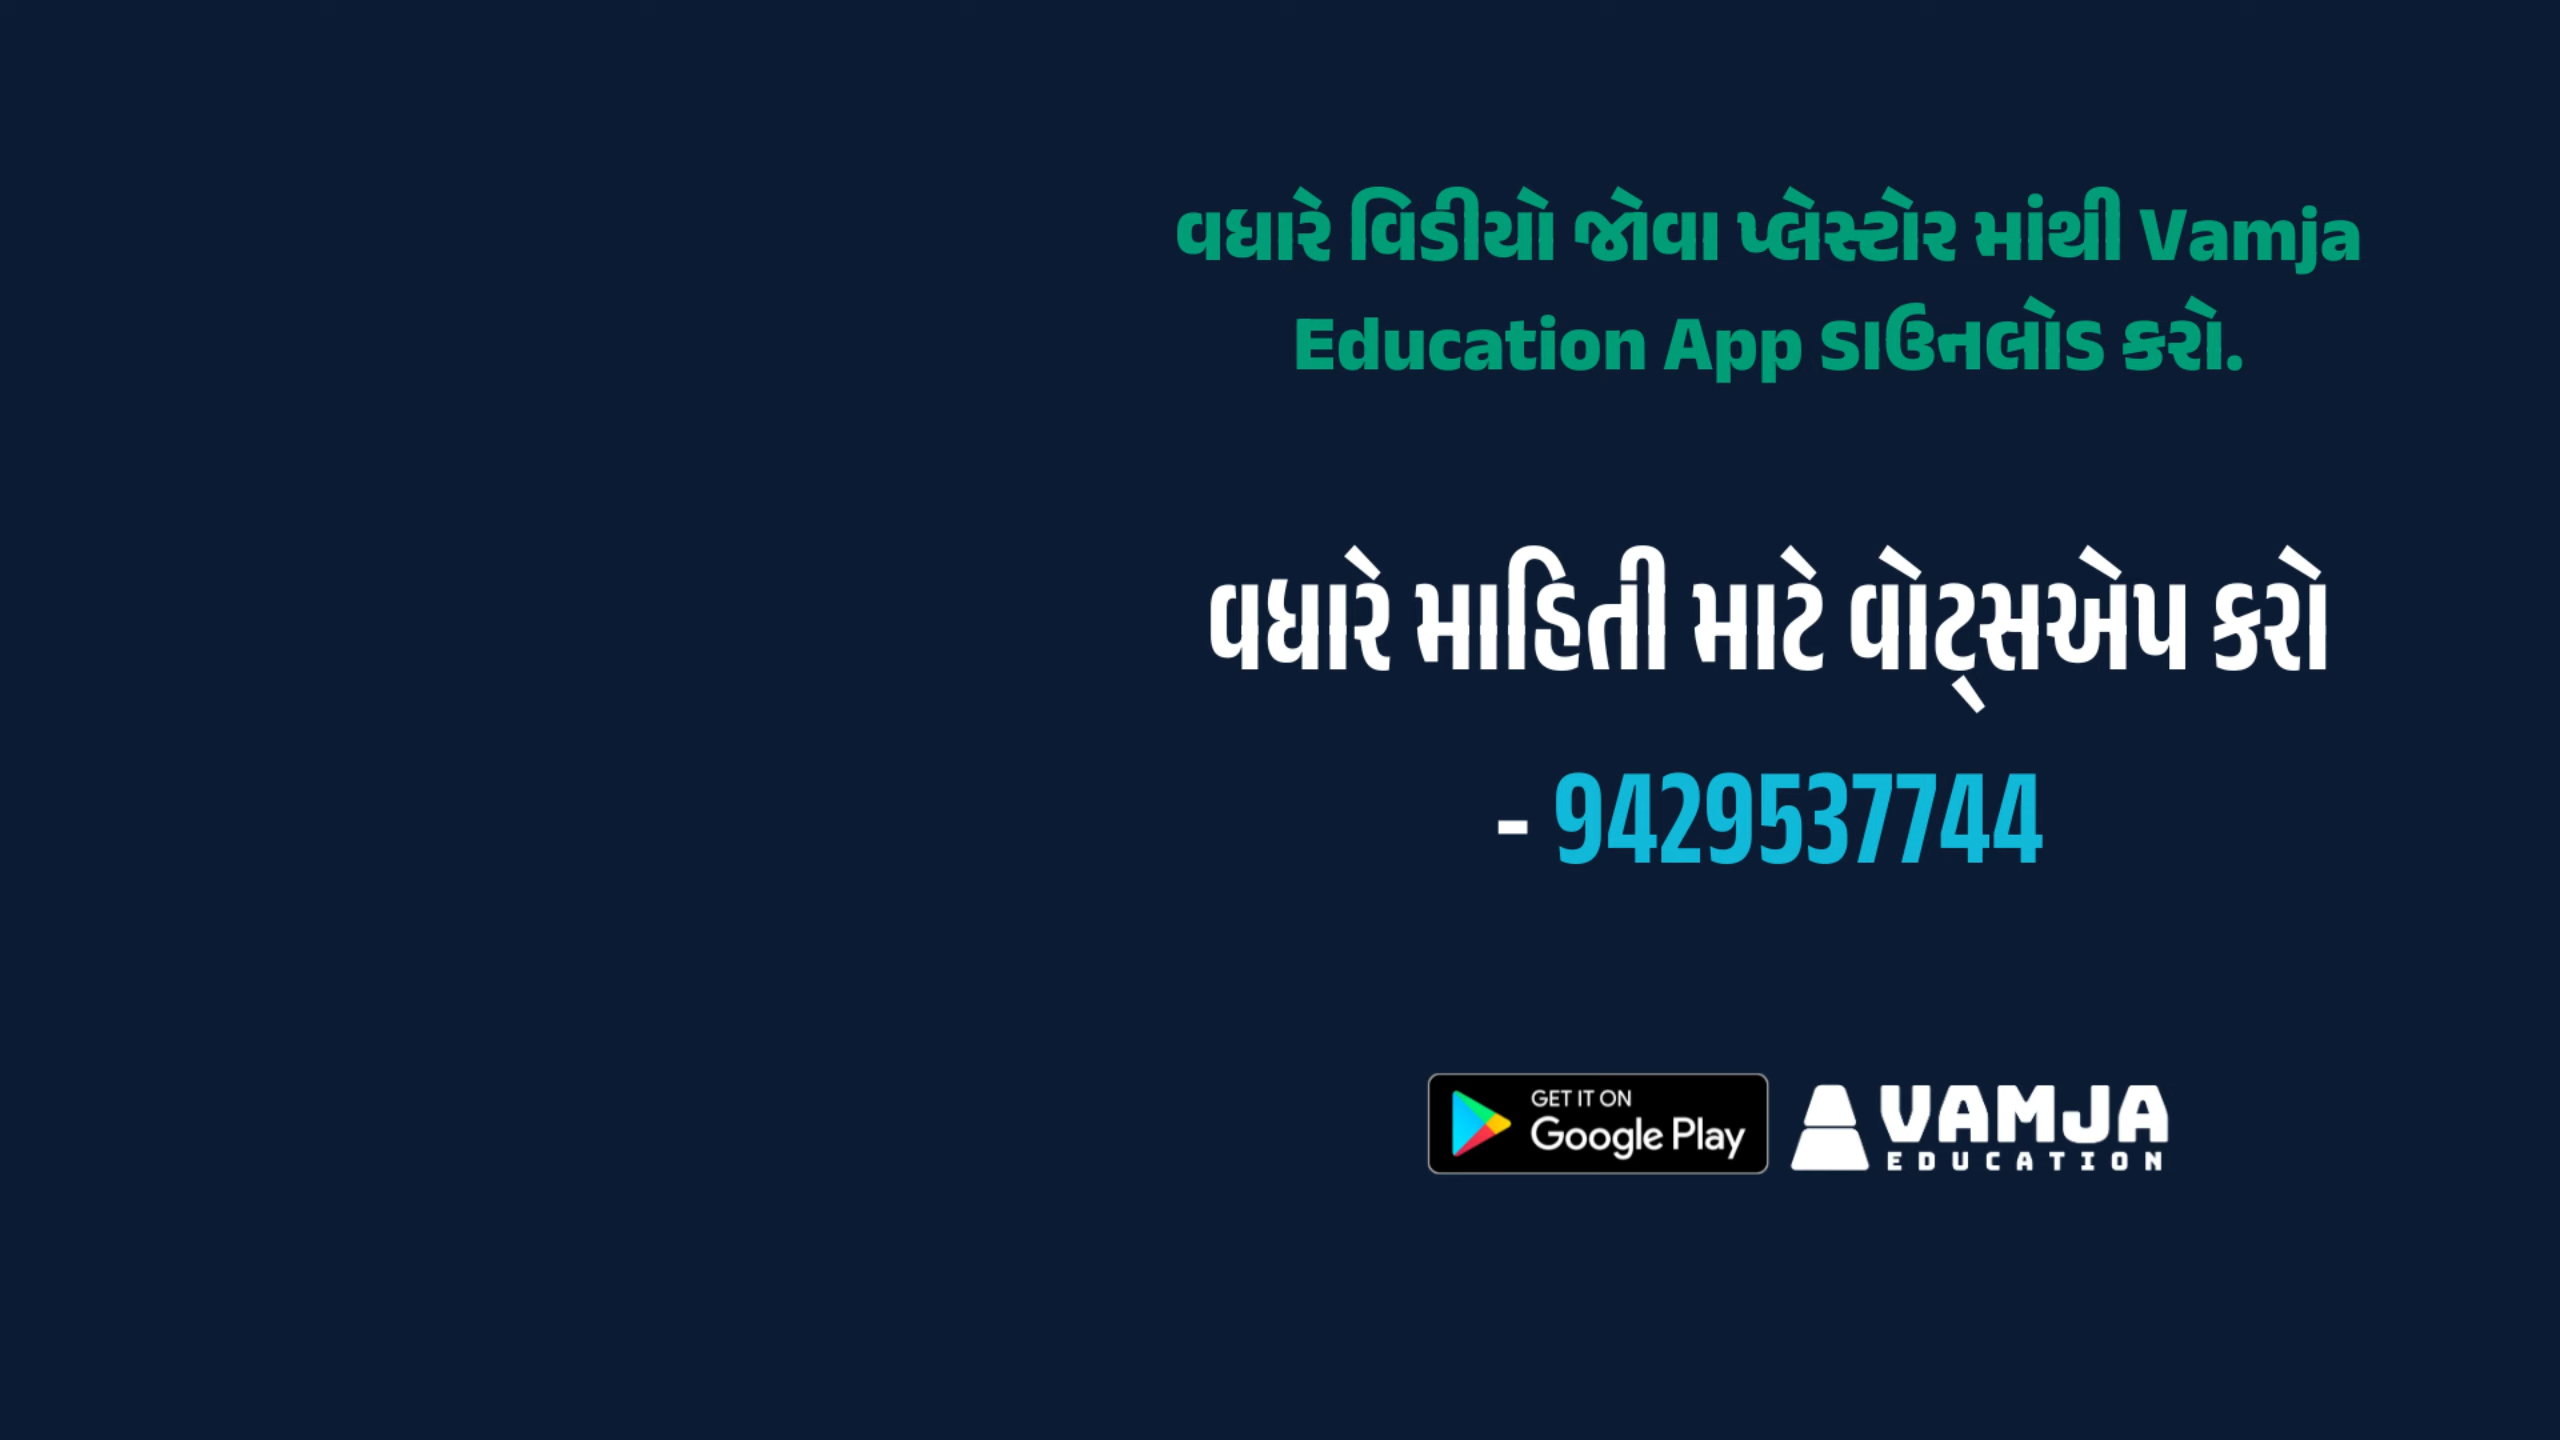 વધારે વિડીયો જોવા પ્લેસ્ટોર માંથી Vamja
Education App ડાઉનલોડ કરો.
વધારે માહિતી માટે વોટ્સએપ કરો
- 9429537744
GET IT ON
Google Play
VAMJA
EDUCATION